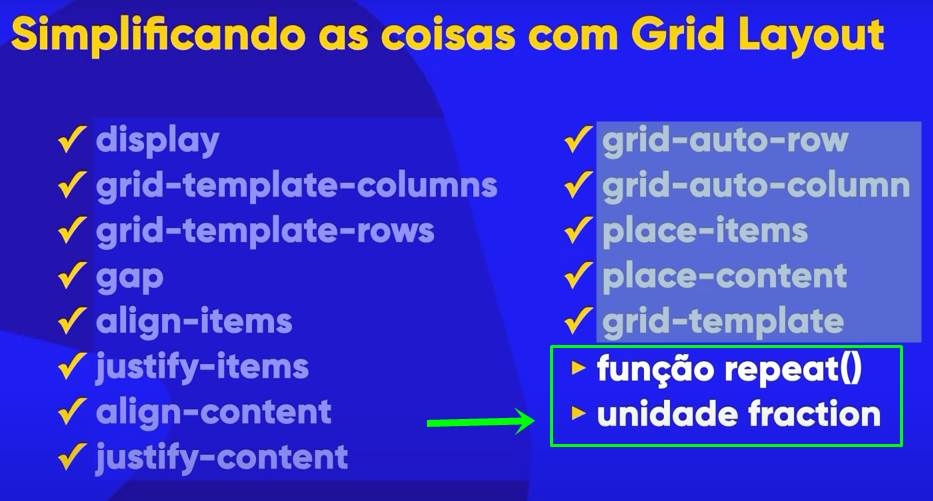 Simplificando as coisas com Grid Layout
✓ display
✓ grid-template-columns
✓ grid-template-rows
✓ gap
✓ align-items
✓ justify-items
✓ align-content
✓ justify-content
✓ grid-auto-row
✓ grid-auto-column
✓ place-items
✓ place-content
✓ grid-template
▸ função repeat()
▸ unidade fraction